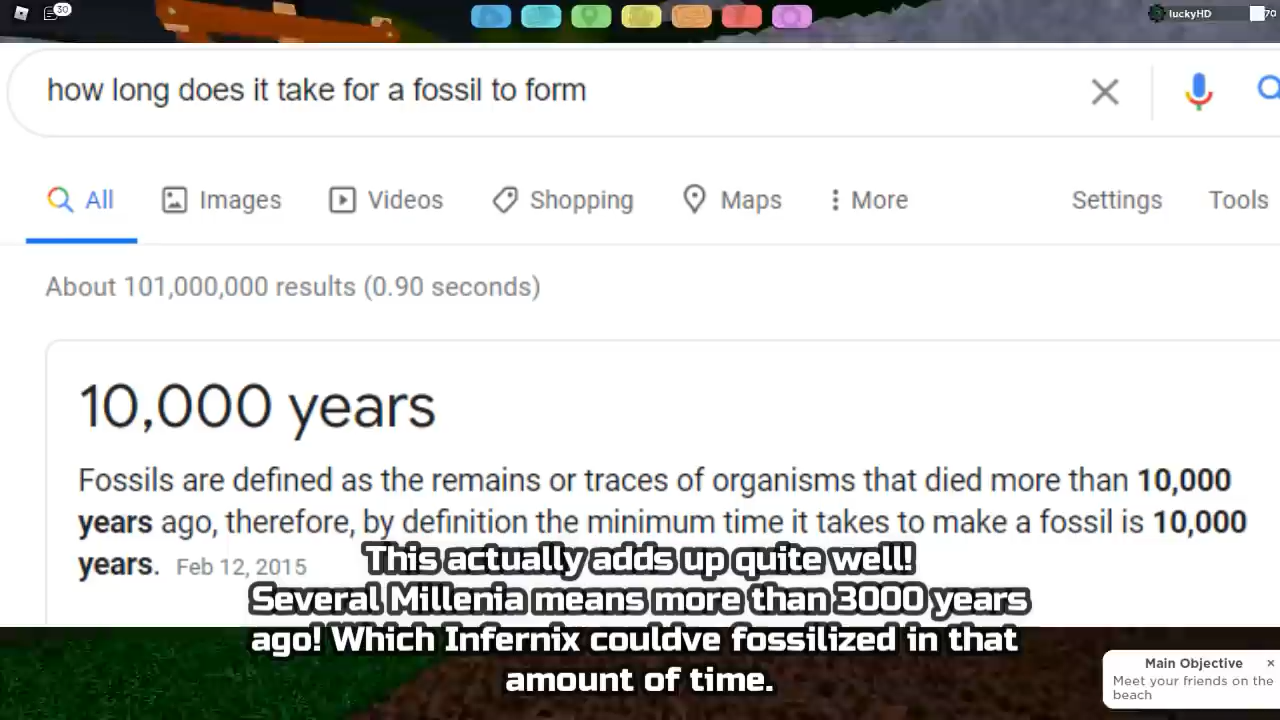 30
luckyHD
70
how long does it take for a fossil to form
All
Images
Videos
Shopping
Maps
More
Settings
Tools
About 101,000,000 results (0.90 seconds)
10,000 years
Fossils are defined as the remains or traces of organisms that died more than 10,000
years ago, therefore, by definition the minimum time it takes to make a fossil is 10,000
years. Feb 12, 2015
This actually adds up quite well!
Several Millenia means more than 3000 years
ago! Which Infernix couldve fossilized in that
amount of time.
Main Objective
×
Meet your friends on the
beach